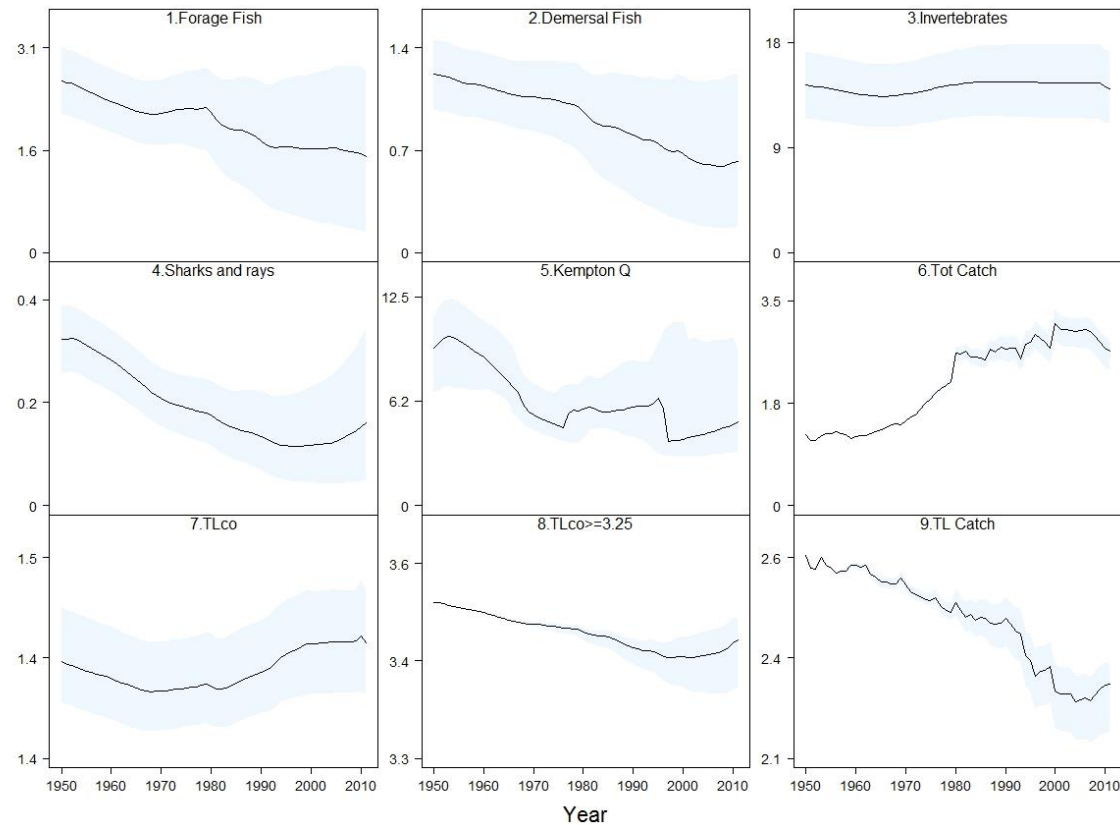 1.Forage Fish 2.Demersal Fish 3.Invertebrates
3.1 1.4 18
1.6 0.7 9
0 0 0
4.Sharks and rays 5.Kempton Q 6.Tot Catch
0.4 12.5 3.5
0.2 6.2 1.8
0 0 0
7.TLco 8.TLco>=3.25 9.TL Catch
1.5 3.6 2.6
1.4 3.4 2.4
1.4 3.3 2.1
1950 1960 1970 1980 1990 2000 2010 1950 1960 1970 1980 1990 2000 2010 1950 1960 1970 1980 1990 2000 2010
Year